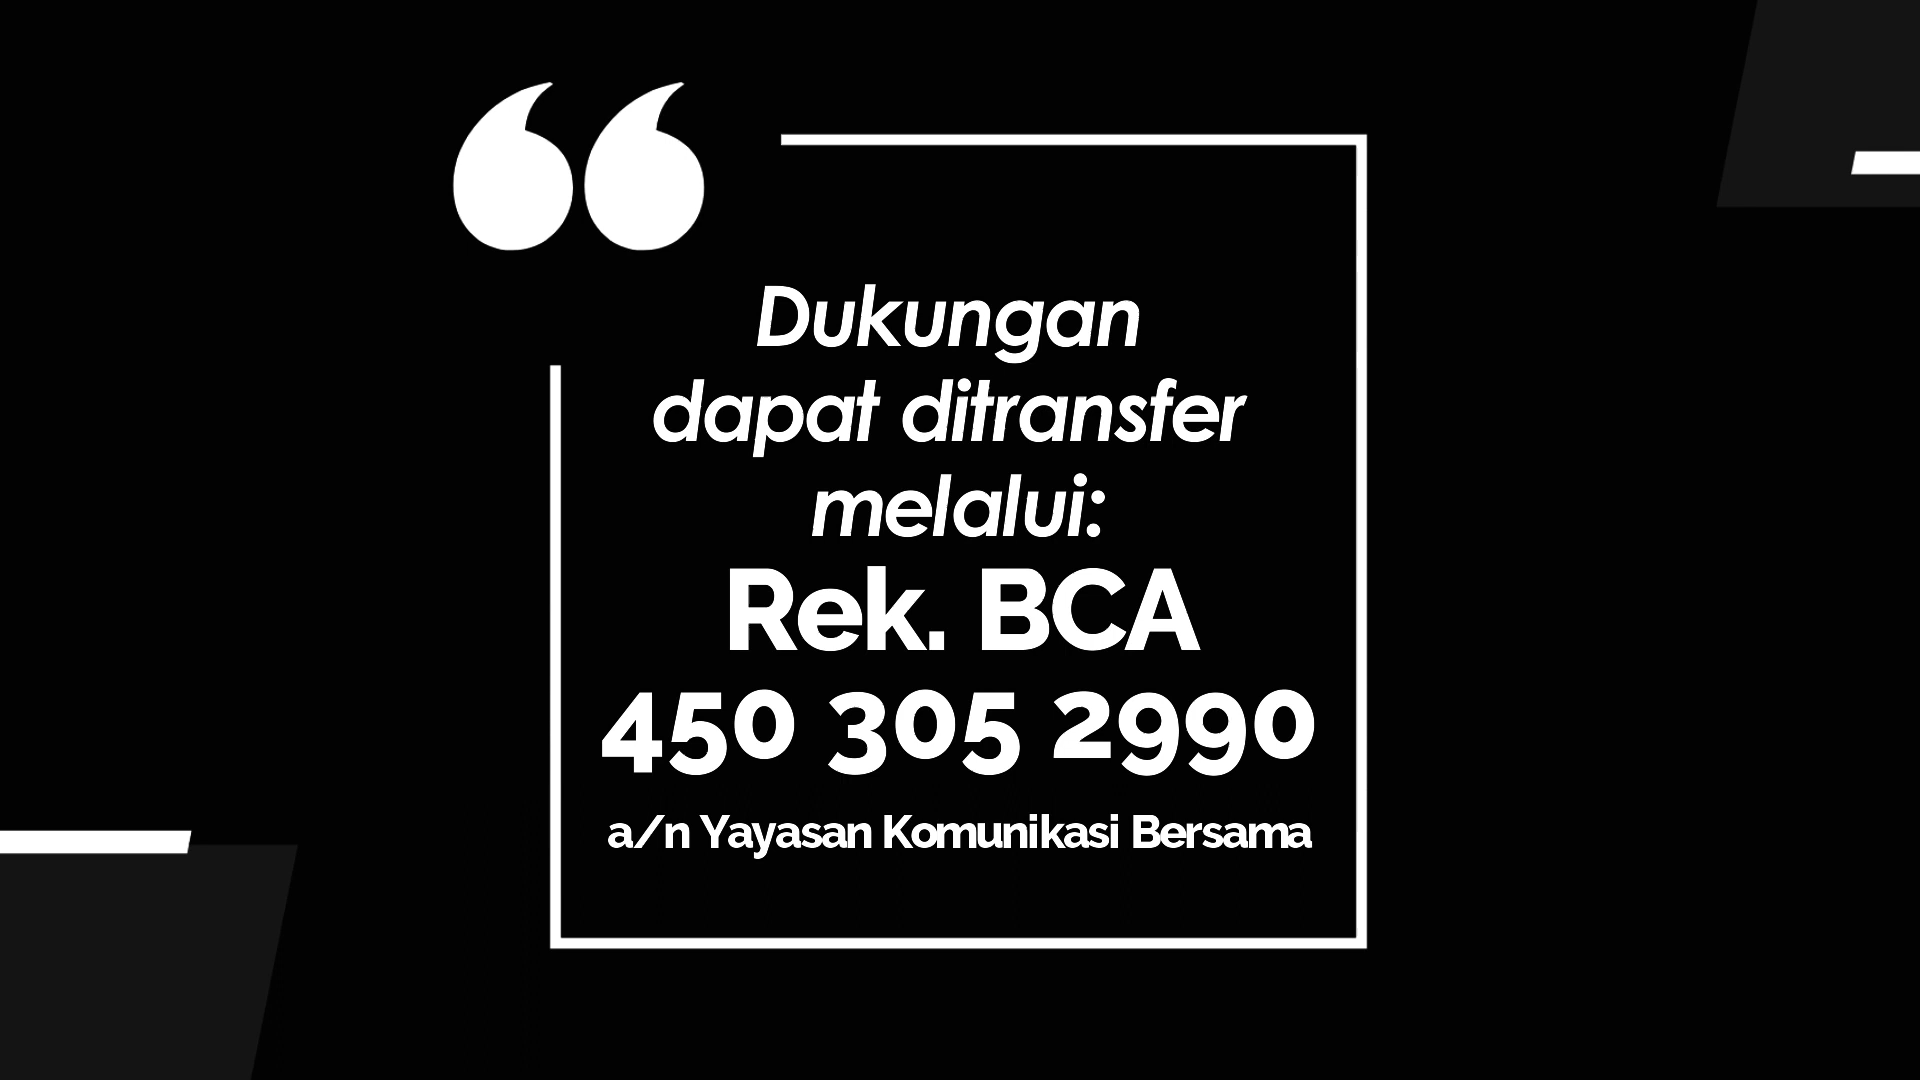 Dukungan
dapat ditransfer
melalui:
Rek. BCA
450 305 2990
a/n Yayasan Komunikasi Bersama